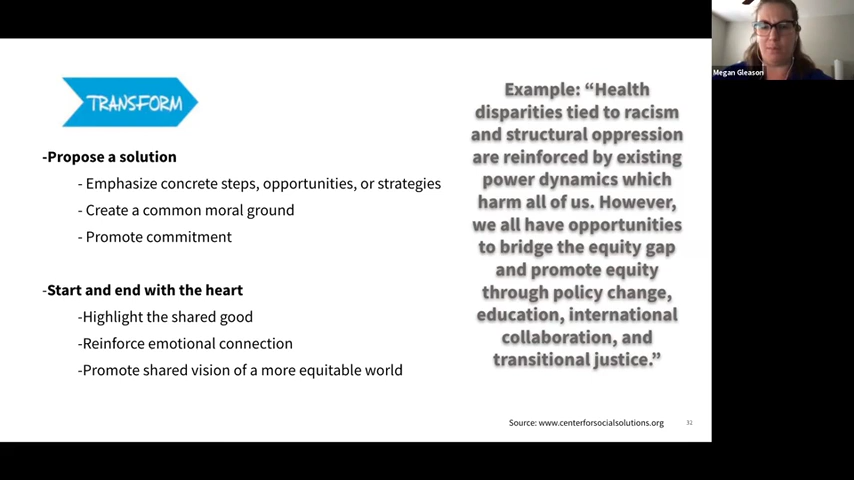 TRANSFORM
-Propose a solution
- Emphasize concrete steps, opportunities, or strategies
- Create a common moral ground
- Promote commitment
-Start and end with the heart
-Highlight the shared good
-Reinforce emotional connection
-Promote shared vision of a more equitable world
Example: “Health
disparities tied to racism
and structural oppression
are reinforced by existing
power dynamics which
harm all of us. However,
we all have opportunities
to bridge the equity gap
and promote equity
through policy change,
education, international
collaboration, and
transitional justice.”
Source: www.centerforsocialsolutions.org
32
Megan Gleason